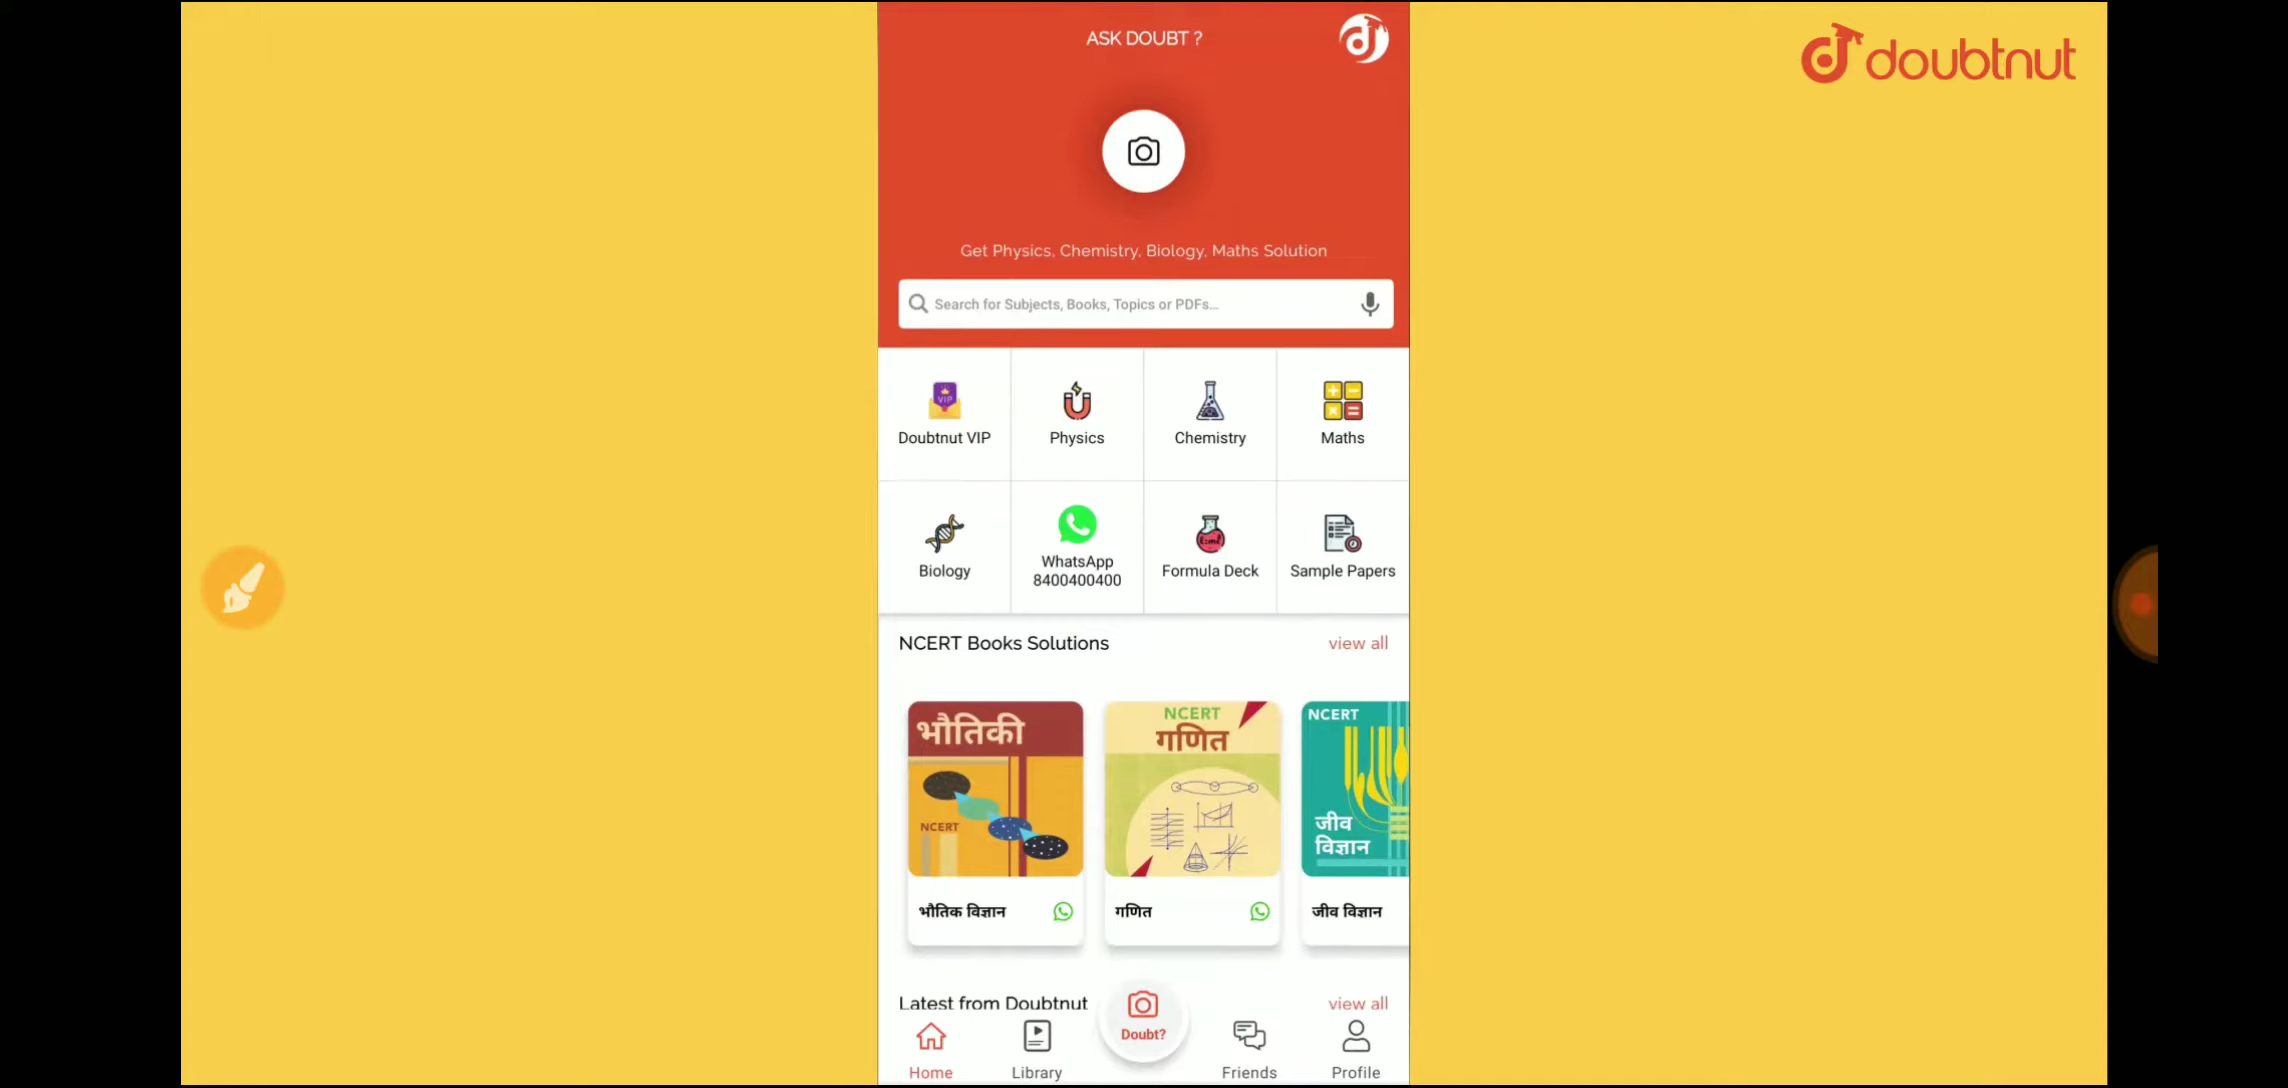 ASK DOUBT ?
doubtnut
Get Physics, Chemistry, Biology, Maths Solution
Search for Subjects, Books, Topics or PDFs...
VIP
Doubtnut VIP
Physics
Chemistry
Maths
Biology
WhatsApp
8400400400
Formula Deck
Sample Papers
NCERT Books Solutions
view all
भौतिकी
NCERT
NCERT
गणित
NCERT
जीव
विज्ञान
भौतिक विज्ञान
गणित
जीव विज्ञान
Latest from Doubtnut
view all
Doubt?
Home
Library
Friends
Profile